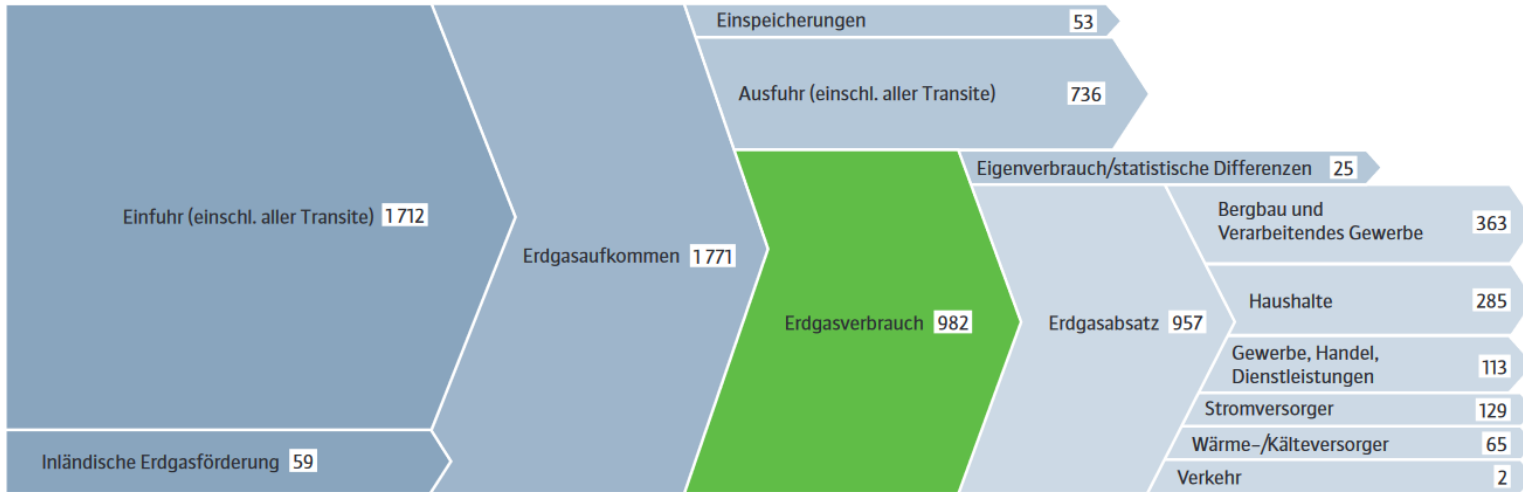 Einspeicherungen 53
Ausfuhr (einschl. aller Transite) 736
Eigenverbrauch/statistische Differenzen 25
Einfuhr (einschl. aller Transite) 1 712
Erdgasaufkommen 1 771
Erdgasverbrauch 982
Erdgasabsatz 957
Bergbau und
Verarbeitendes Gewerbe 363
Haushalte 285
Gewerbe, Handel,
Dienstleistungen 113
Stromversorger 129
Wärme-/Kälteversorger 65
Verkehr 2
Inländische Erdgasförderung 59